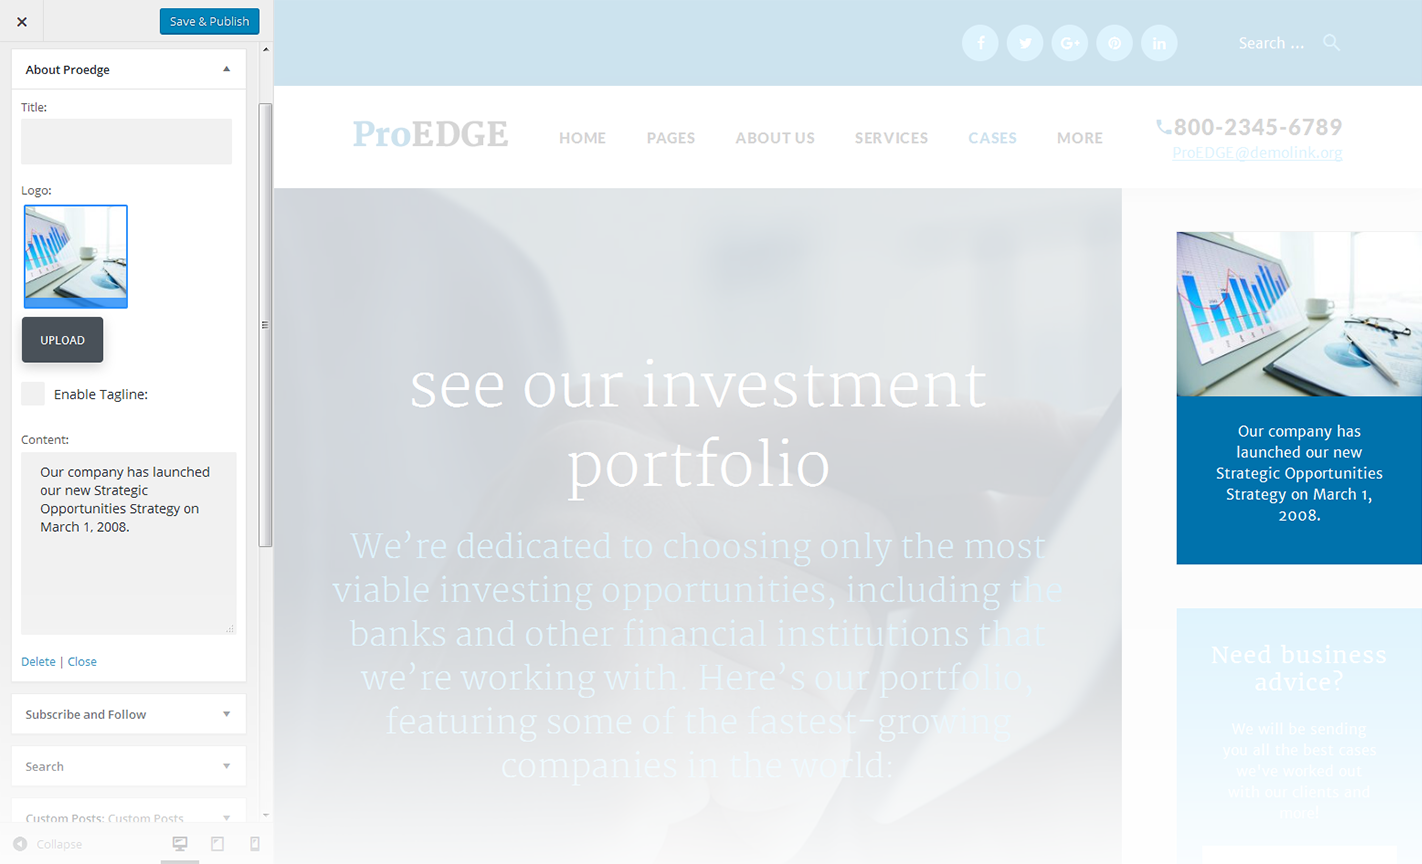 Save & Publish
About Proedge
Title:
Logo:
UPLOAD
Enable Tagline:
Content:
Our company has launched
our new Strategic
Opportunities Strategy on
March 1, 2008.
Delete | Close
Subscribe and Follow
Search
Custom Posts: Custom Posts
Collapse
Search ...
ProEDGE
HOME
PAGES
ABOUT US
SERVICES
CASES
MORE
800-2345-6789
ProEDGE@demolink.org
see our investment
portfolio
We’re dedicated to choosing only the most
viable investing opportunities, including the
banks and other financial institutions that
we’re working with. Here’s our portfolio,
featuring some of the fastest-growing
companies in the world:
Our company has
launched our new
Strategic Opportunities
Strategy on March 1,
2008.
Need business
advice?
We will be sending
you all the best cases
we've worked out
with our clients and
more!